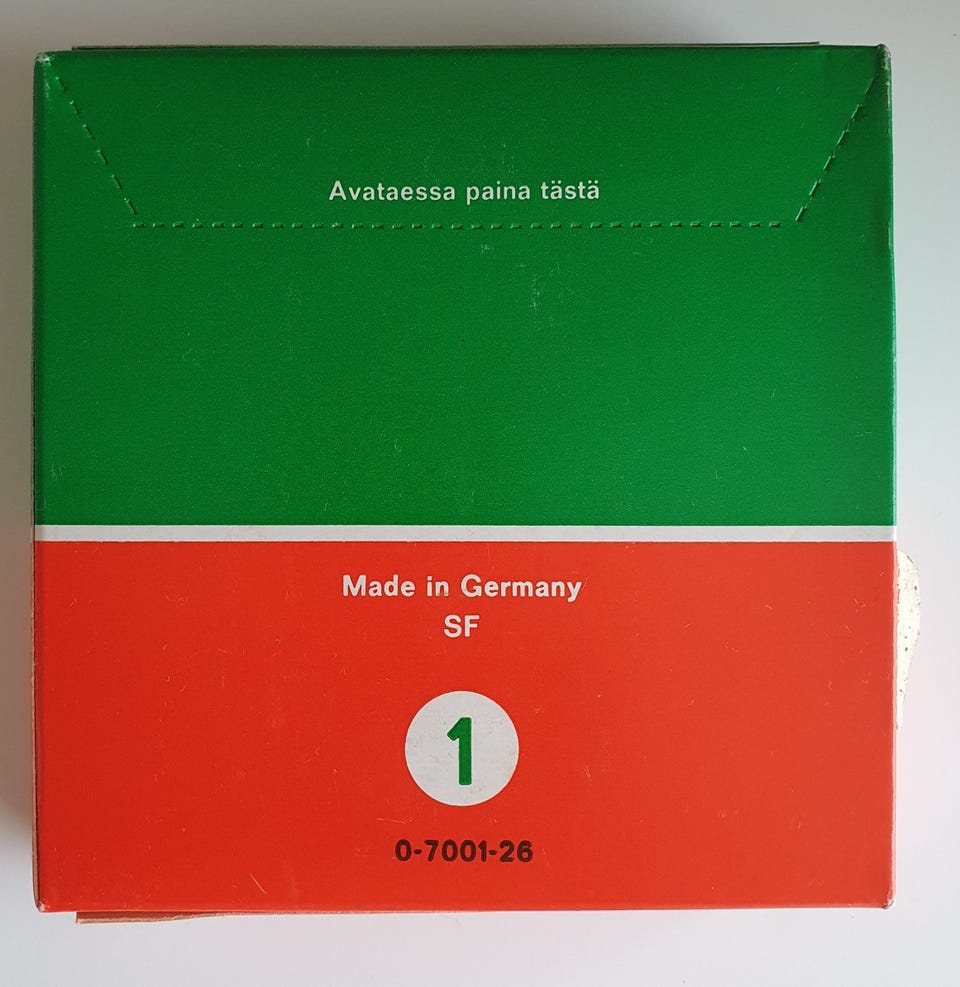 Avataessa paina tästä
Made in Germany
SF
1
0-7001-26